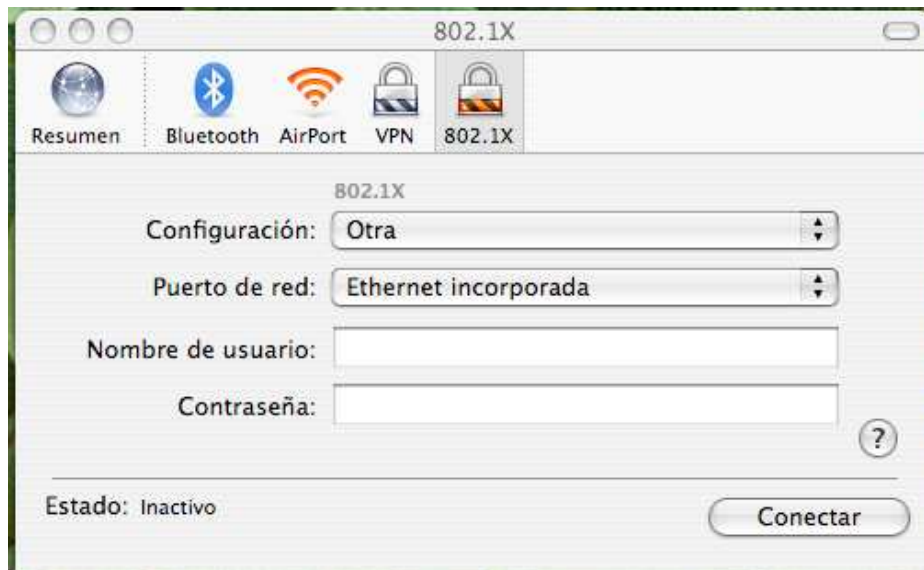 802.1X
Resumen Bluetooth AirPort VPN 802.1X
802.1X
Configuración: Otra
Puerto de red: Ethernet incorporada
Nombre de usuario:
Contraseña:
?
Estado: Inactivo
Conectar